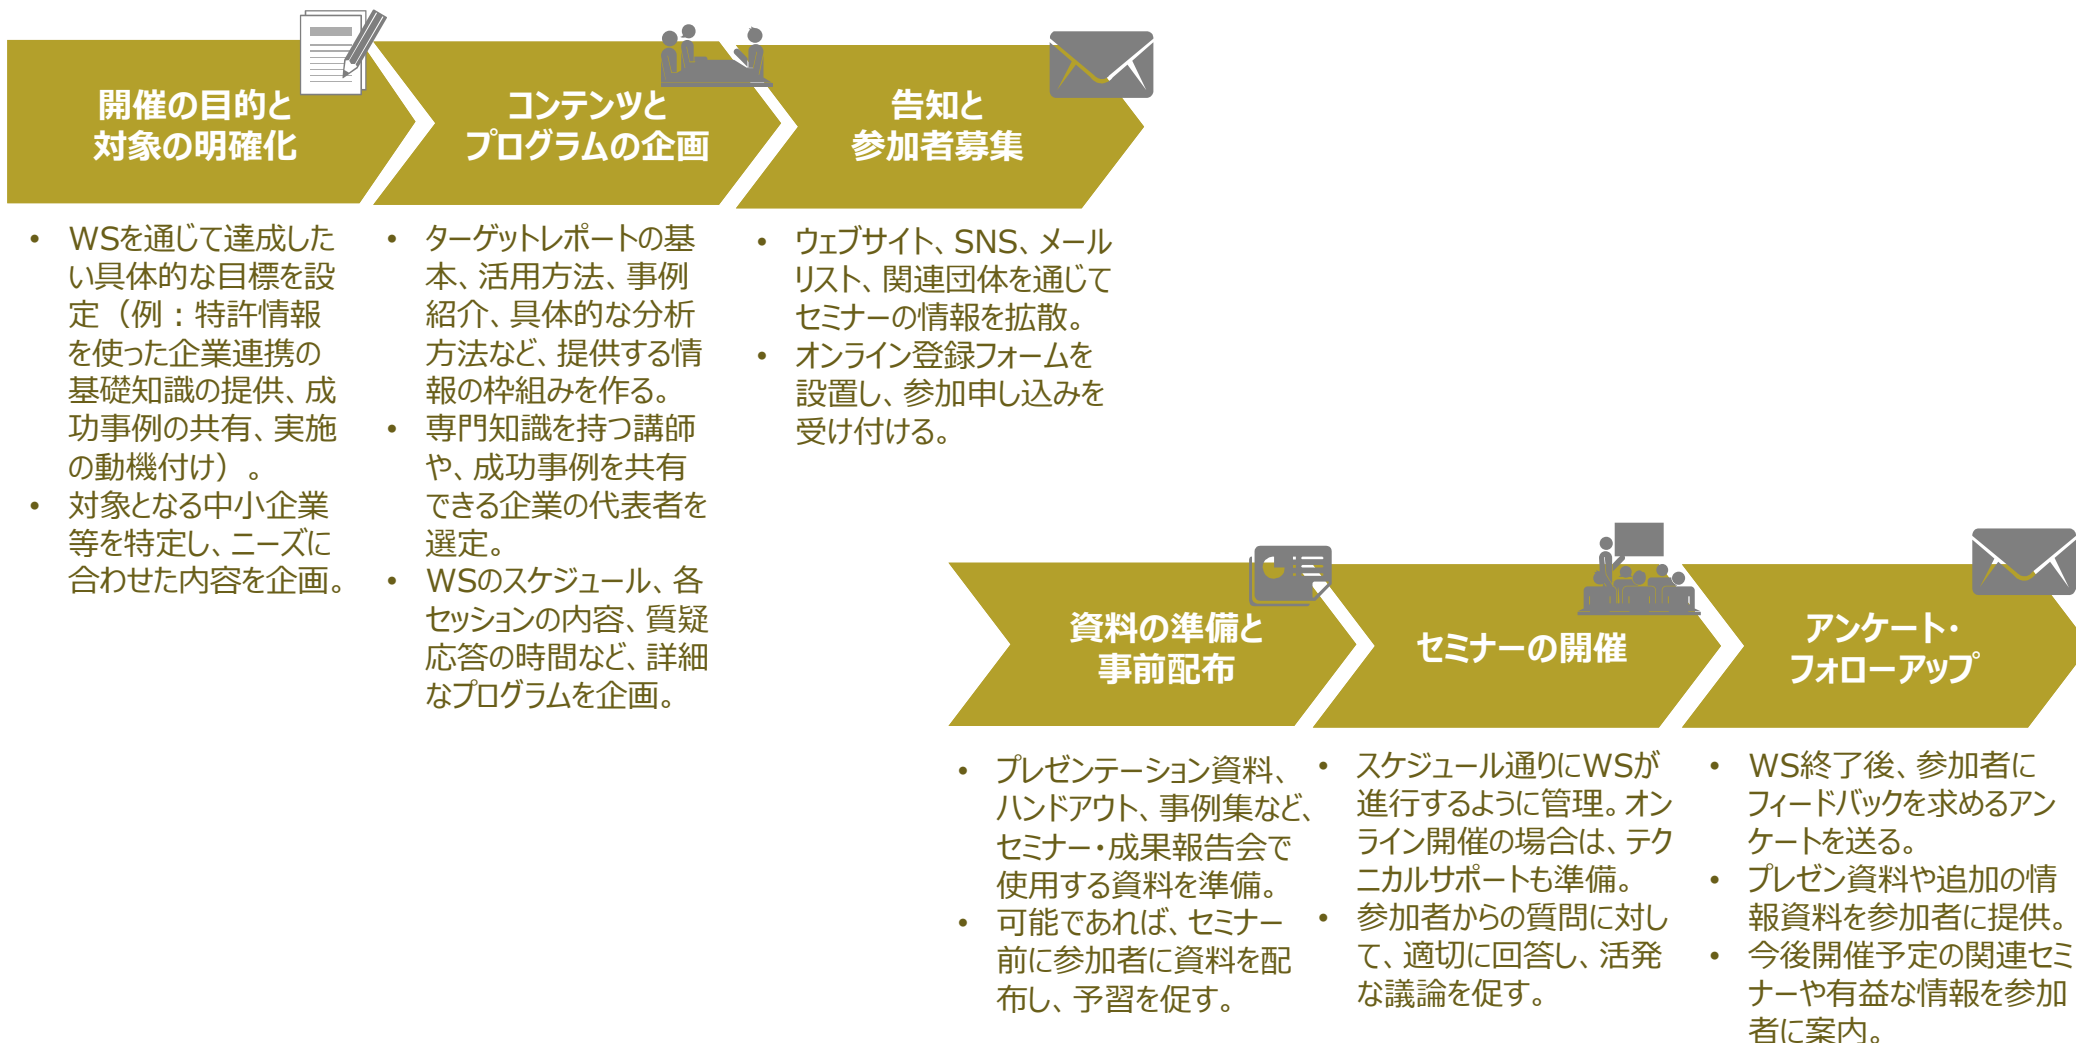 開催の目的と
対象の明確化
• WSを通じて達成した
い具体的な目標を設
定（例：特許情報
を使った企業連携の
基礎知識の提供、成
功事例の共有、実施
の動機付け）。
• 対象となる中小企業
等を特定し、ニーズに
合わせた内容を企画。
コンテンツと
プログラムの企画
• ターゲットレポートの基
本、活用方法、事例
紹介、具体的な分析
方法など、提供する情
報の枠組みを作る。
• 専門知識を持つ講師
や、成功事例を共有
できる企業の代表者を
選定。
• WSのスケジュール、各
セッションの内容、質疑
応答の時間など、詳細
なプログラムを企画。
告知と
参加者募集
• ウェブサイト、SNS、メール
リスト、関連団体を通じて
セミナーの情報を拡散。
• オンライン登録フォームを
設置し、参加申し込みを
受け付ける。
資料の準備と
事前配布
• プレゼンテーション資料、
ハンドアウト、事例集など、
セミナー・成果報告会で
使用する資料を準備。
• 可能であれば、セミナー
前に参加者に資料を配
布し、予習を促す。
セミナーの開催
• スケジュール通りにWSが
進行するように管理。オン
ライン開催の場合は、テク
ニカルサポートも準備。
• 参加者からの質問に対し
て、適切に回答し、活発
な議論を促す。
アンケート・
フォローアップ
• WS終了後、参加者に
フィードバックを求めるアン
ケートを送る。
• プレゼン資料や追加の情
報資料を参加者に提供。
• 今後開催予定の関連セミ
ナーや有益な情報を参加
者に案内。